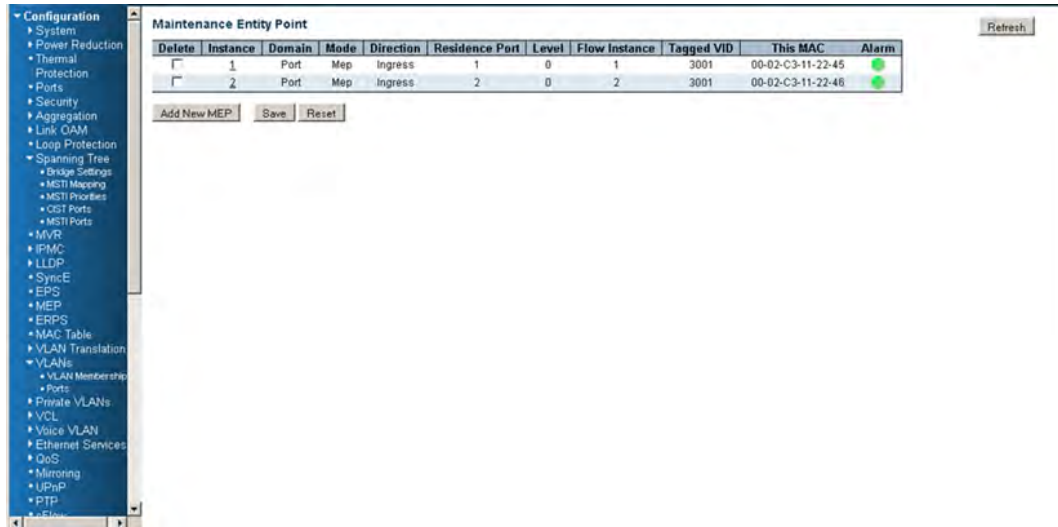 Configuration
System
Power Reduction
Thermal
Protection
Ports
Security
Aggregation
Link OAM
Loop Protection
Spanning Tree
Bridge Settings
MSTI Mapping
MSTI Priorities
CIST Ports
MSTI Ports
MVR
IPMC
LLDP
SyncE
EPS
MEP
ERPS
MAC Table
VLAN Translation
VLANs
VLAN Membership
Ports
Private VLANs
VCL
Voice VLAN
Ethernet Services
QoS
Mirroring
UPnP
PTP
sFlow
Maintenance Entity Point
Refresh
Delete Instance Domain Mode Direction Residence Port Level Flow Instance Tagged VID This MAC Alarm
1 Port Mep Ingress 1 0 1 3001 00-02-C3-11-22-45
2 Port Mep Ingress 2 0 2 3001 00-02-C3-11-22-46
Add New MEP Save Reset